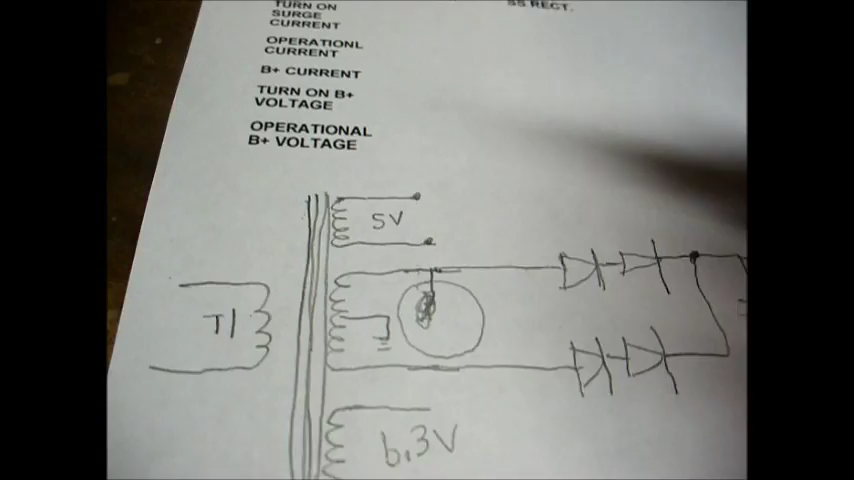 TURN ON
SURGE
CURRENT
SS RECT.
OPERATIONL
CURRENT
B+ CURRENT
TURN ON B+
VOLTAGE
OPERATIONAL
B+ VOLTAGE
5V
T1
6.3V